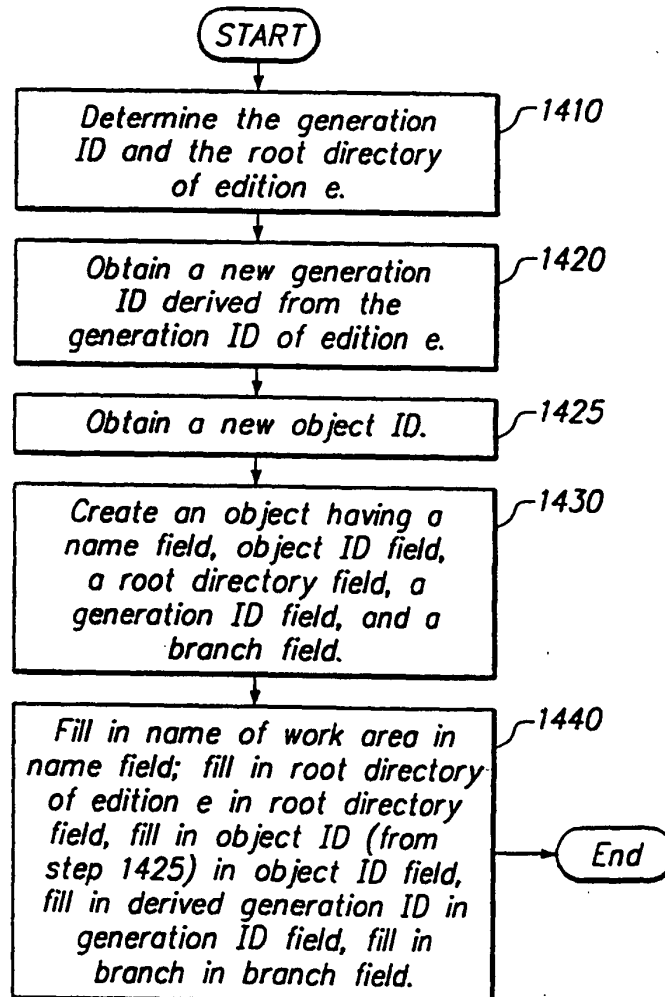 START
Determine the generation
ID and the root directory
of edition e.
1410
Obtain a new generation
ID derived from the
generation ID of edition e.
1420
Obtain a new object ID.
1425
Create an object having a
name field, object ID field,
a root directory field, a
generation ID field, and a
branch field.
1430
Fill in name of work area in
name field; fill in root directory
of edition e in root directory
field, fill in object ID (from
step 1425) in object ID field,
fill in derived generation ID in
generation ID field, fill in
branch in branch field.
1440
End